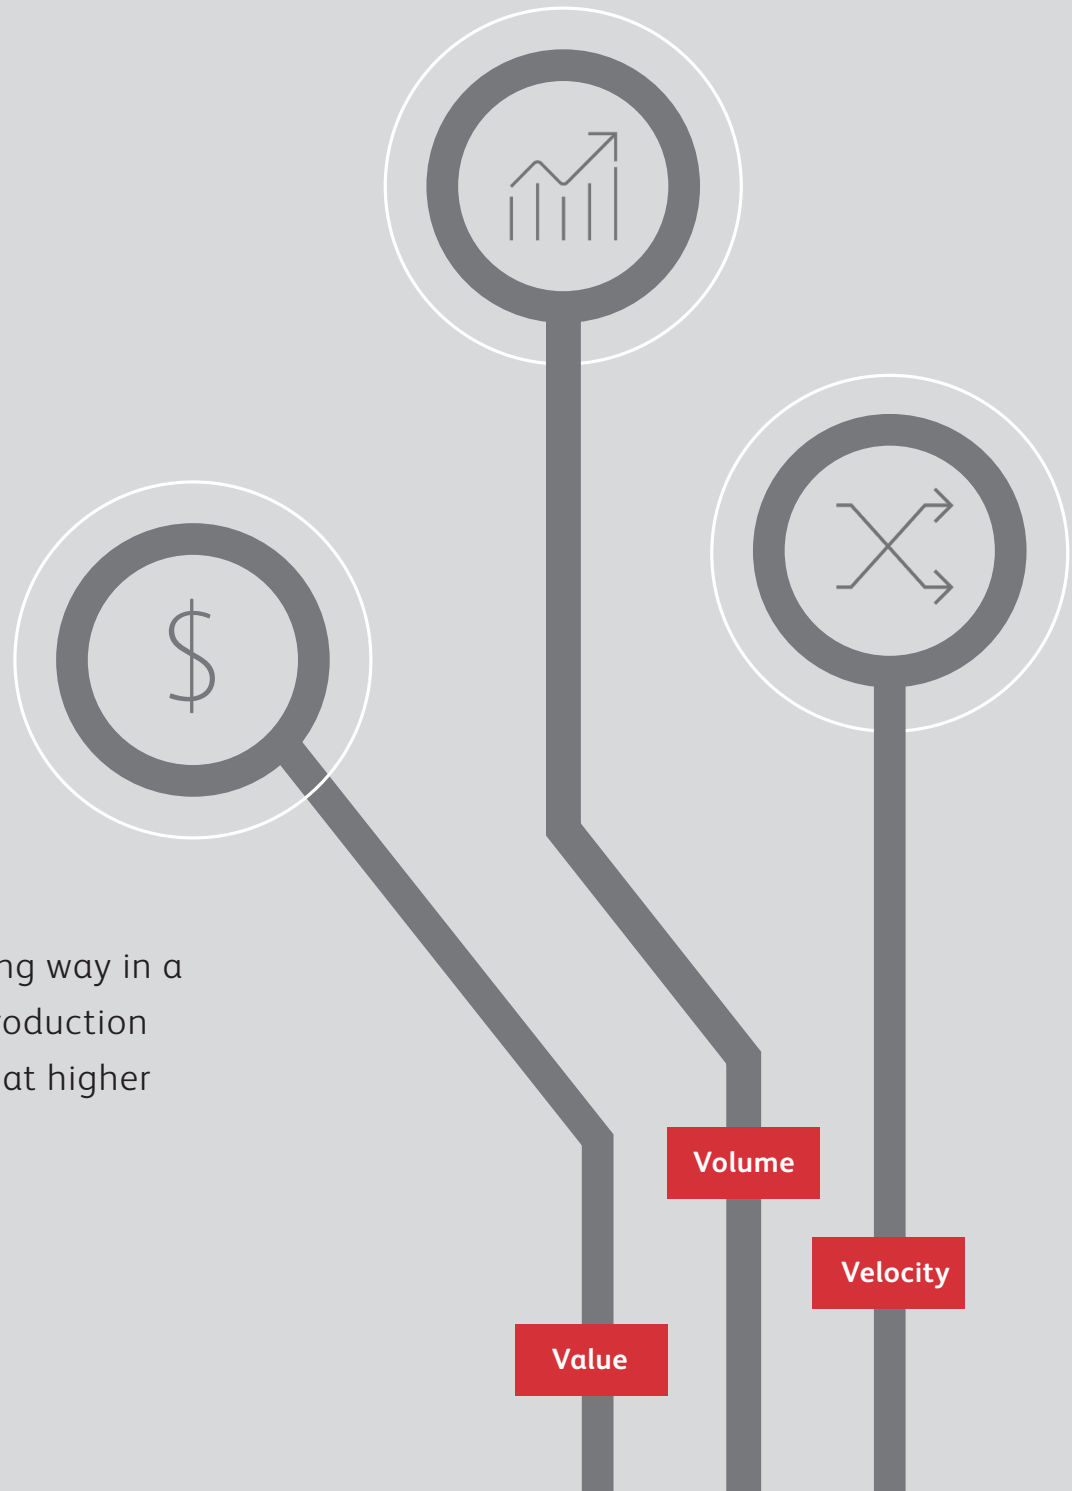 ng way in a
roduction
at higher
Volume
Velocity
Value
$